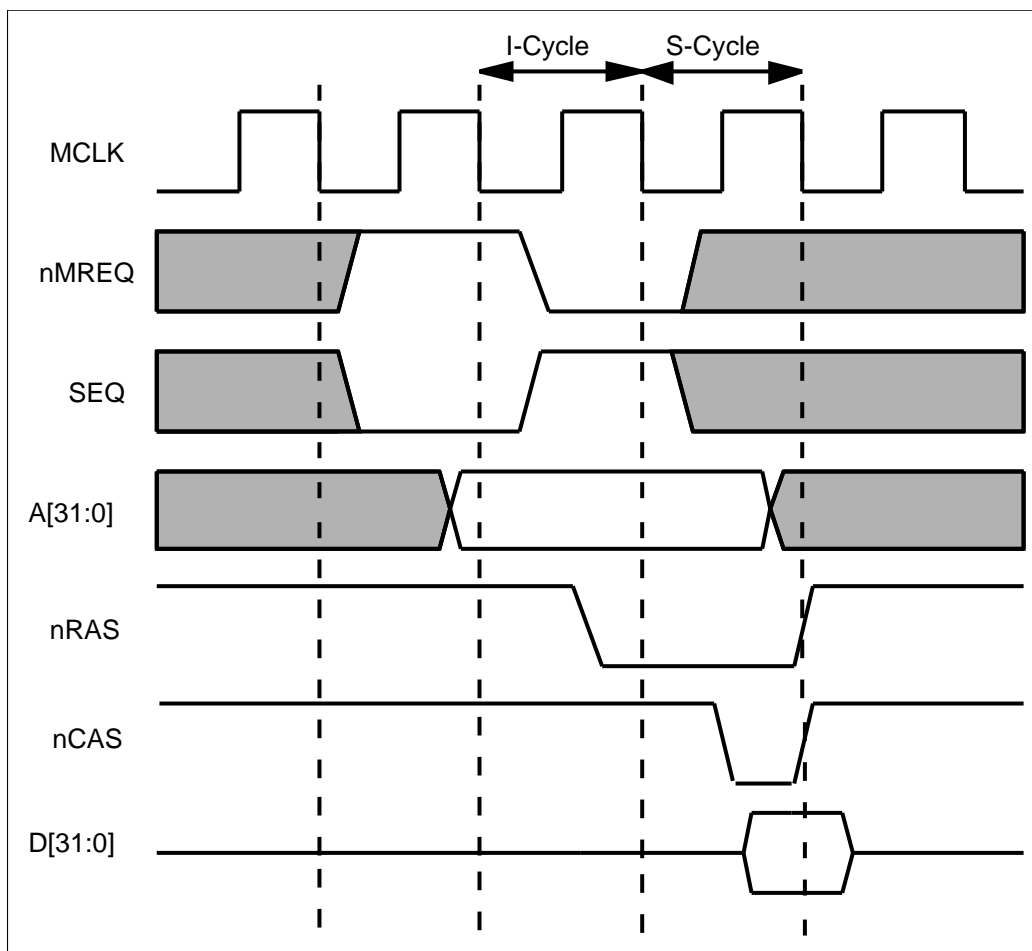 I-Cycle
S-Cycle
MCLK
nMREQ
SEQ
A[31:0]
nRAS
nCAS
D[31:0]